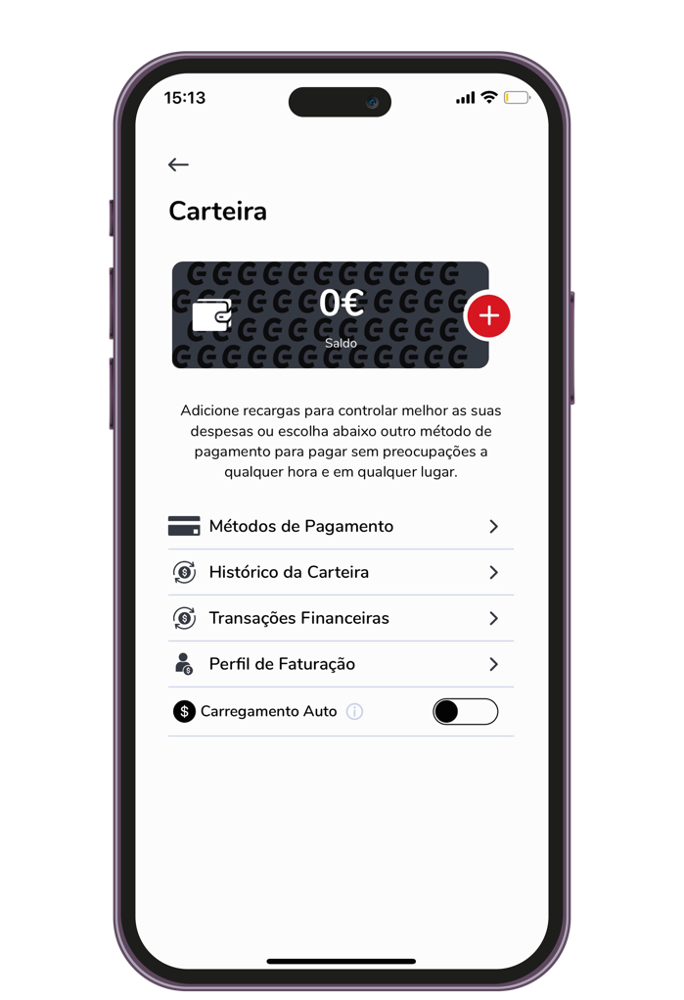 15:13
Carteira
0€
Saldo
Adicione recargas para controlar melhor as suas
despesas ou escolha abaixo outro método de
pagamento para pagar sem preocupações a
qualquer hora e em qualquer lugar.
Métodos de Pagamento
Histórico da Carteira
Transações Financeiras
Perfil de Faturação
Carregamento Auto